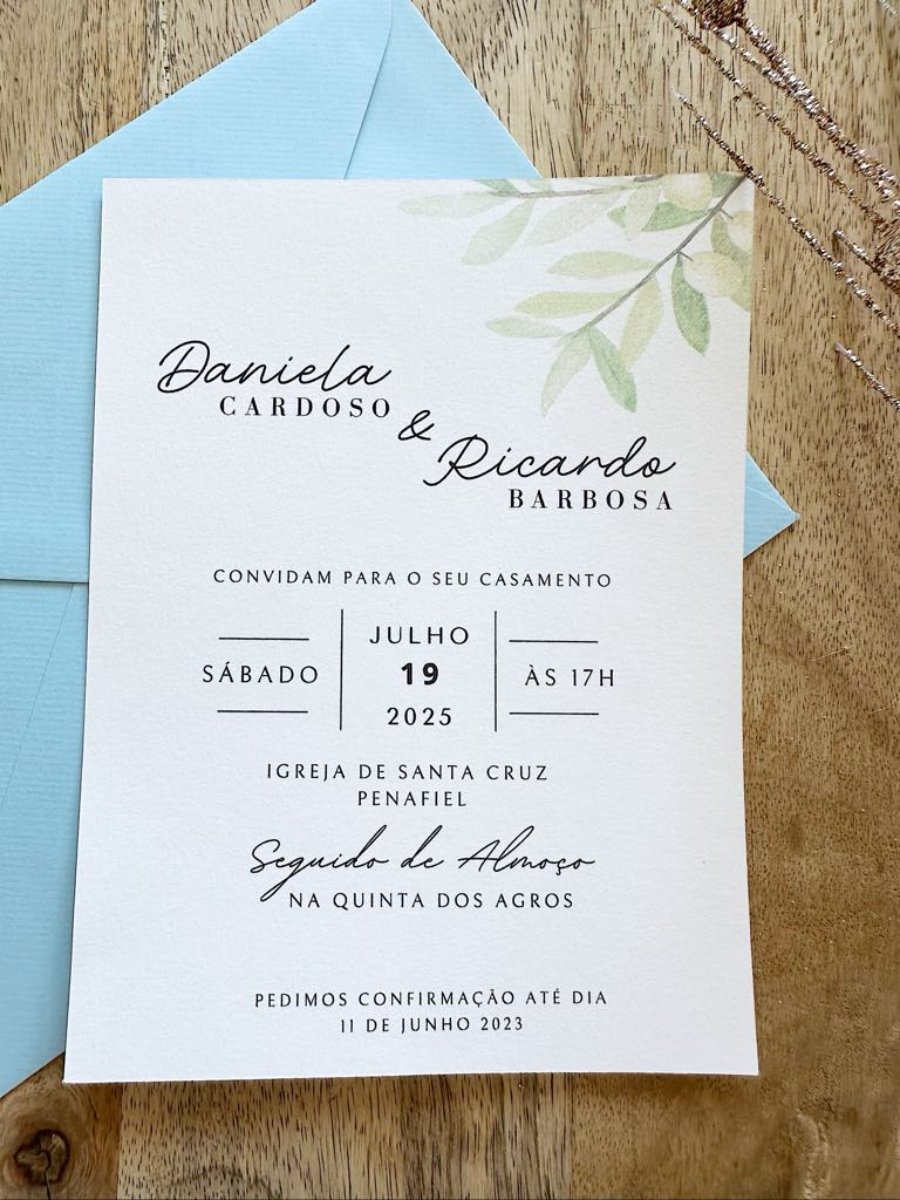 Daniela
CARDOSO
&
Ricardo
BARBOSA
CONVIDAM PARA O SEU CASAMENTO
SÁBADO
JULHO
19
2025
ÀS 17H
IGREJA DE SANTA CRUZ
PENAFIEL
Seguido de Almoço
NA QUINTA DOS AGROS
PEDIMOS CONFIRMAÇÃO ATÉ DIA
11 DE JUNHO 2023